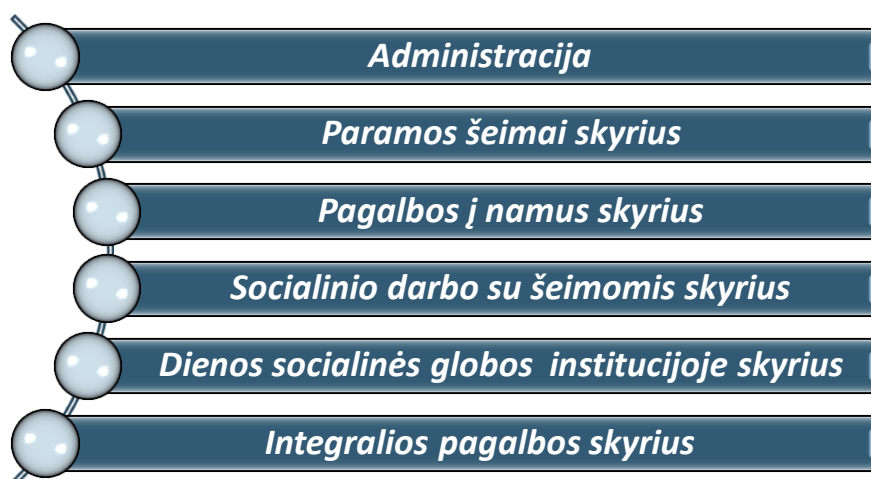 Administracija
Paramos šeimai skyrius
Pagalbos į namus skyrius
Socialinio darbo su šeimomis skyrius
Dienos socialinės globos  institucijoje skyrius
Integralios pagalbos skyrius